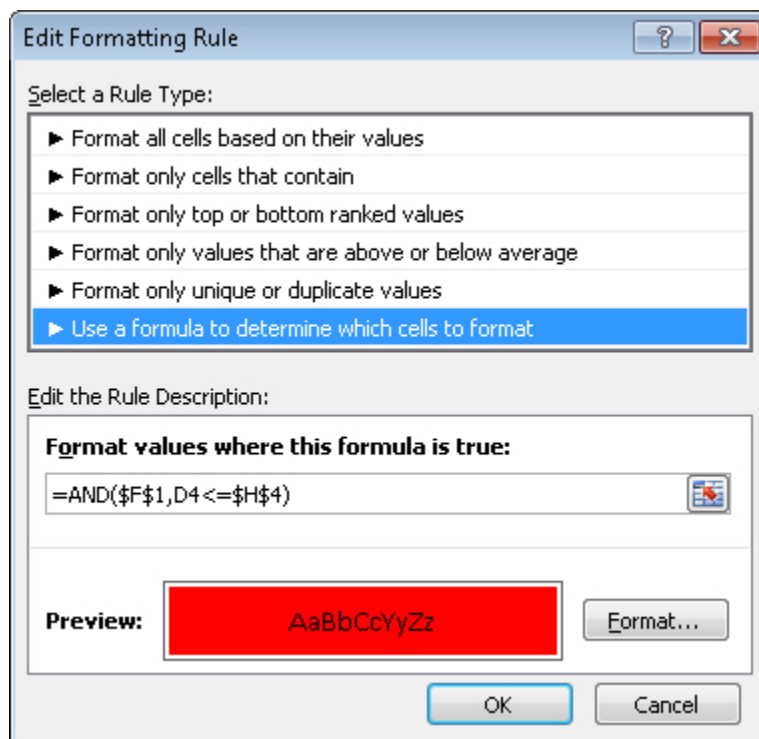 Edit Formatting Rule
Select a Rule Type:
► Format all cells based on their values
► Format only cells that contain
► Format only top or bottom ranked values
► Format only values that are above or below average
► Format only unique or duplicate values
► Use a formula to determine which cells to format
Edit the Rule Description:
Format values where this formula is true:
=AND($F$1,D4<=$H$4)
Preview:
AaBbCcYyZz
Format...
OK
Cancel